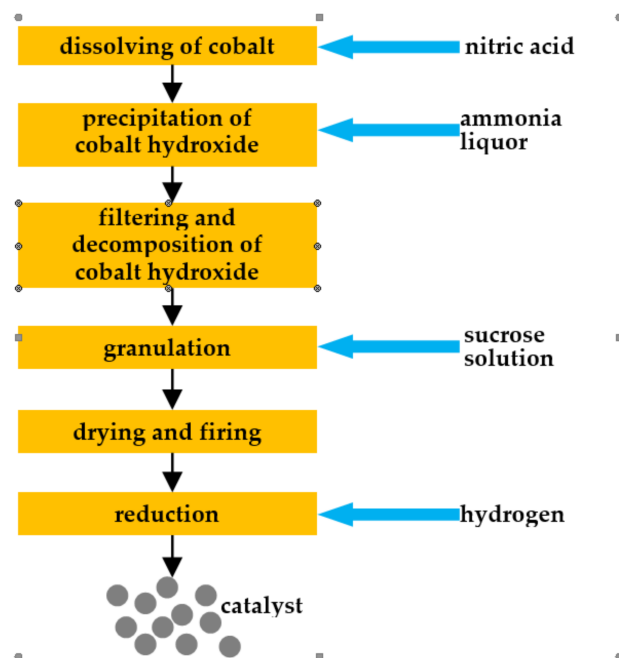 dissolving of cobalt
nitric acid
precipitation of
cobalt hydroxide
ammonia
liquor
filtering and
decomposition of
cobalt hydroxide
granulation
sucrose
solution
drying and firing
reduction
hydrogen
catalyst